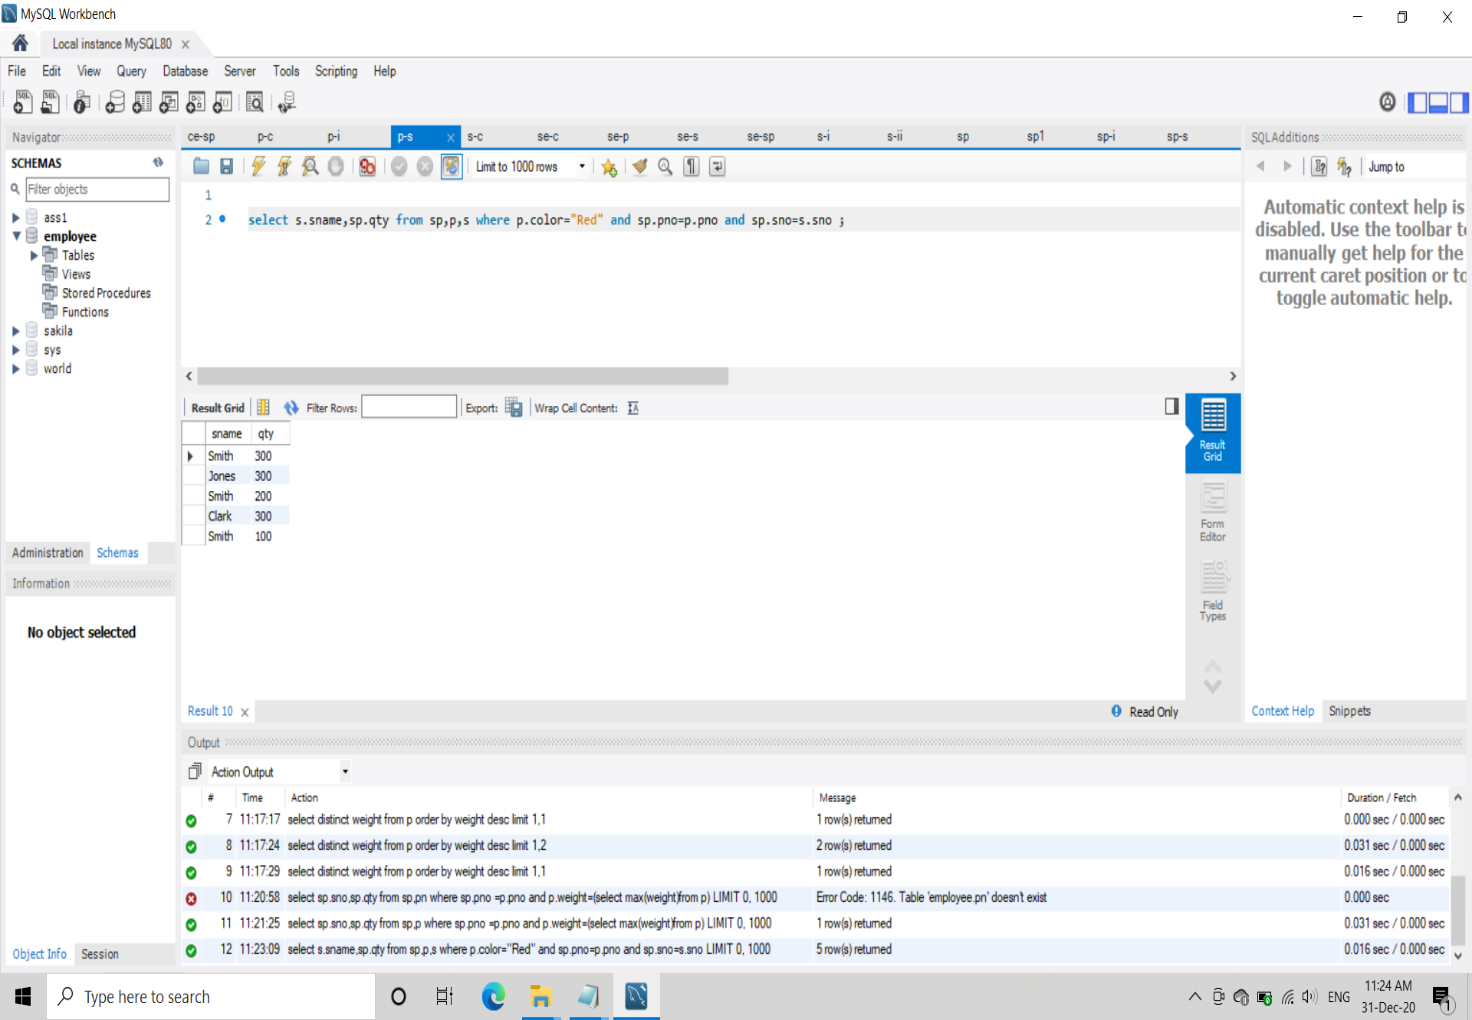 MySQL Workbench
Local instance MySQL80
File Edit View Query Database Server Tools Scripting Help
Navigator
SCHEMAS
Filter objects
ass1
employee
Tables
Views
Stored Procedures
Functions
sakila
sys
world
Administration Schemas
Information
No object selected
Object Info Session
ce-sp p-c p-i p-s s-c se-c se-p se-s se-sp s-i s-ii sp sp1 sp-i sp-s
Limit to 1000 rows
1
2 select s.sname,sp.qty from sp,p,s where p.color="Red" and sp.pno=p.pno and sp.sno=s.sno ;
Result Grid Filter Rows: Export: Wrap Cell Content:
sname qty
Smith 300
Jones 300
Smith 200
Clark 300
Smith 100
Result
Grid
Form
Editor
Field
Types
Result 10
Read Only
SQLAdditions
Jump to
Automatic context help is
disabled. Use the toolbar to
manually get help for the
current caret position or to
toggle automatic help.
Context Help Snippets
Output
Action Output
# Time Action Message Duration / Fetch
7 11:17:17 select distinct weight from p order by weight desc limit 1,1 1 row(s) returned 0.000 sec / 0.000 sec
8 11:17:24 select distinct weight from p order by weight desc limit 1,2 2 row(s) returned 0.031 sec / 0.000 sec
9 11:17:29 select distinct weight from p order by weight desc limit 1,1 1 row(s) returned 0.016 sec / 0.000 sec
10 11:20:58 select sp.sno,sp.qty from sp,pn where sp.pno =p.pno and p.weight=(select max(weight)from p) LIMIT 0, 1000 Error Code: 1146. Table 'employee.pn' doesn't exist 0.000 sec
11 11:21:25 select sp.sno,sp.qty from sp,p where sp.pno =p.pno and p.weight=(select max(weight)from p) LIMIT 0, 1000 1 row(s) returned 0.031 sec / 0.000 sec
12 11:23:09 select s.sname,sp.qty from sp,p,s where p.color="Red" and sp.pno=p.pno and sp.sno=s.sno LIMIT 0, 1000 5 row(s) returned 0.016 sec / 0.000 sec
Type here to search
ENG
11:24 AM
31-Dec-20
1